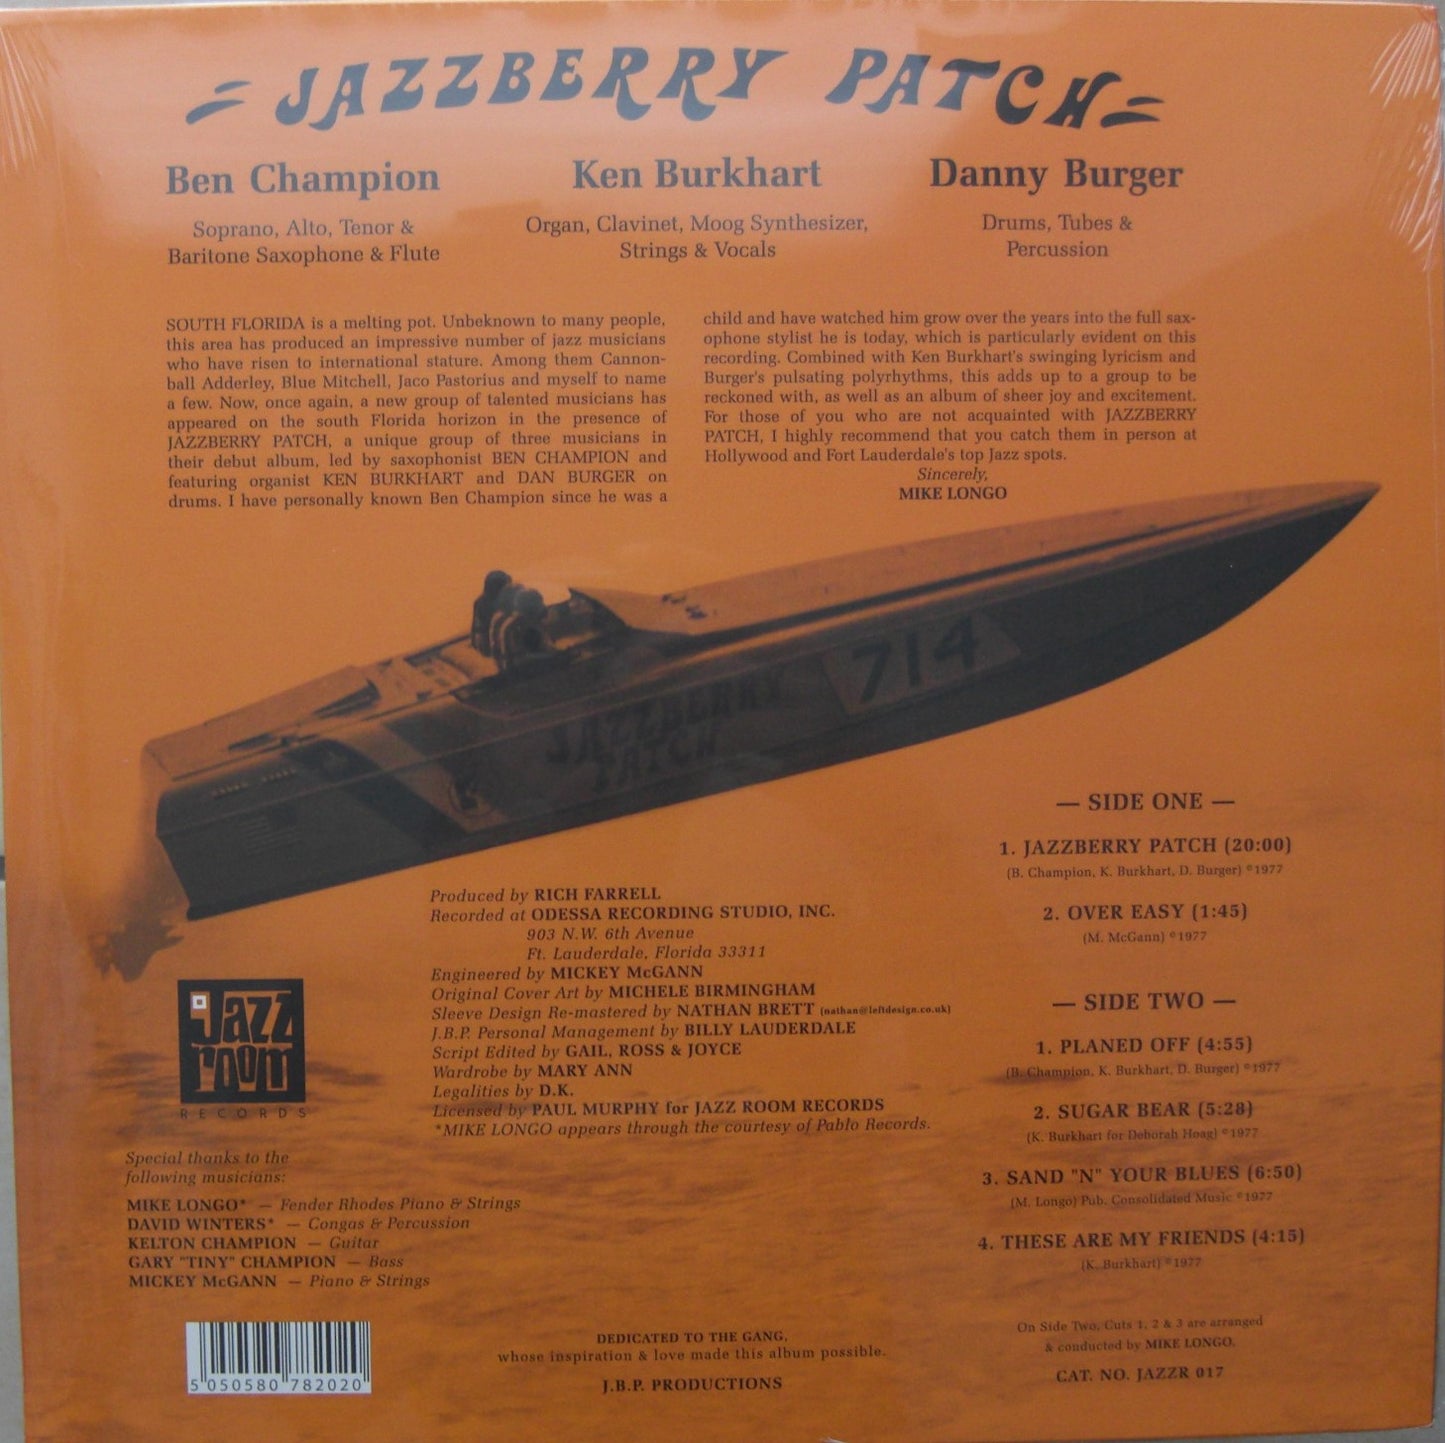 JAZZBERRY PATCH
Ben Champion
Soprano, Alto, Tenor &
Baritone Saxophone & Flute
Ken Burkhart
Organ, Clavinet, Moog Synthesizer,
Strings & Vocals
Danny Burger
Drums, Tubes &
Percussion
SOUTH FLORIDA is a melting pot. Unbeknown to many people,
this area has produced an impressive number of jazz musicians
who have risen to international stature. Among them Cannon-
ball Adderley, Blue Mitchell, Jaco Pastorius and myself to name
a few. Now, once again, a new group of talented musicians has
appeared on the south Florida horizon in the presence of
JAZZBERRY PATCH, a unique group of three musicians in
their debut album, led by saxophonist BEN CHAMPION and
featuring organist KEN BURKHART and DAN BURGER on
drums. I have personally known Ben Champion since he was a
child and have watched him grow over the years into the full sax-
ophone stylist he is today, which is particularly evident on this
recording. Combined with Ken Burkhart's swinging lyricism and
Burger's pulsating polyrhythms, this adds up to a group to be
reckoned with, as well as an album of sheer joy and excitement.
For those of you who are not acquainted with JAZZBERRY
PATCH, I highly recommend that you catch them in person at
Hollywood and Fort Lauderdale's top Jazz spots.
Sincerely,
MIKE LONGO
714
JAZZBERRY
PATCH
— SIDE ONE —
1. JAZZBERRY PATCH (20:00)
(B. Champion, K. Burkhart, D. Burger) ©1977
2. OVER EASY (1:45)
(M. McGann) ©1977
— SIDE TWO —
1. PLANED OFF (4:55)
(B. Champion, K. Burkhart, D. Burger) ©1977
2. SUGAR BEAR (5:28)
(K. Burkhart for Deborah Hoag) ©1977
3. SAND "N" YOUR BLUES (6:50)
(M. Longo) Pub. Consolidated Music ©1977
4. THESE ARE MY FRIENDS (4:15)
(K. Burkhart) ©1977
On Side Two, Cuts 1, 2 & 3 are arranged
& conducted by MIKE LONGO.
CAT. NO. JAZZR 017
Produced by RICH FARRELL
Recorded at ODESSA RECORDING STUDIO, INC.
903 N.W. 6th Avenue
Ft. Lauderdale, Florida 33311
Engineered by MICKEY McGANN
Original Cover Art by MICHELE BIRMINGHAM
Sleeve Design Re-mastered by NATHAN BRETT (nathan@leftdesign.co.uk)
J.B.P. Personal Management by BILLY LAUDERDALE
Script Edited by GAIL, ROSS & JOYCE
Wardrobe by MARY ANN
Legalities by D.K.
Licensed by PAUL MURPHY for JAZZ ROOM RECORDS
*MIKE LONGO appears through the courtesy of Pablo Records.
Jazz
room
RECORDS
Special thanks to the
following musicians:
MIKE LONGO* — Fender Rhodes Piano & Strings
DAVID WINTERS* — Congas & Percussion
KELTON CHAMPION — Guitar
GARY "TINY" CHAMPION — Bass
MICKEY McGANN — Piano & Strings
5 050580 782020
DEDICATED TO THE GANG,
whose inspiration & love made this album possible.
J.B.P. PRODUCTIONS